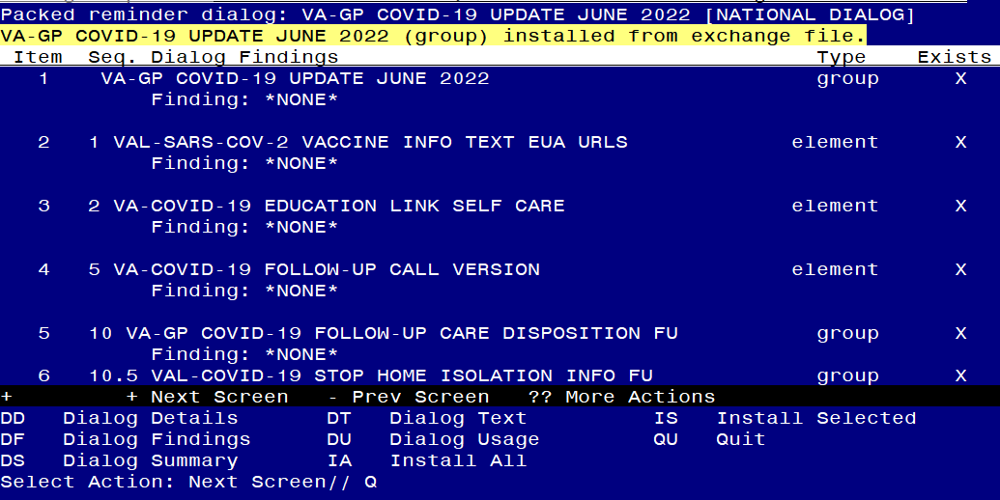 Packed reminder dialog: VA-GP COVID-19 UPDATE JUNE 2022 [NATIONAL DIALOG]
VA-GP COVID-19 UPDATE JUNE 2022 (group) installed from exchange file.
Item Seq. Dialog Findings Type Exists
1 VA-GP COVID-19 UPDATE JUNE 2022 group X
Finding: *NONE*
2 1 VAL-SARS-COV-2 VACCINE INFO TEXT EUA URLS element X
Finding: *NONE*
3 2 VA-COVID-19 EDUCATION LINK SELF CARE element X
Finding: *NONE*
4 5 VA-COVID-19 FOLLOW-UP CALL VERSION element X
Finding: *NONE*
5 10 VA-GP COVID-19 FOLLOW-UP CARE DISPOSITION FU group X
Finding: *NONE*
6 10.5 VAL-COVID-19 STOP HOME ISOLATION INFO FU group X
+ + Next Screen - Prev Screen ?? More Actions
DD Dialog Details DT Dialog Text IS Install Selected
DF Dialog Findings DU Dialog Usage QU Quit
DS Dialog Summary IA Install All
Select Action: Next Screen// Q